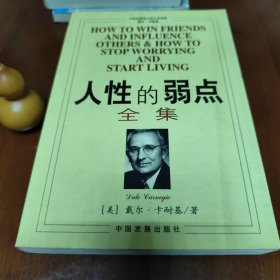 HOW TO WIN FRIENDS
AND INFLUENCE
OTHERS & HOW TO
STOP WORRYING
AND
START LIVING
人性的弱点
全集
Dale Carnegie
[美] 戴尔·卡耐基/著
中国发展出版社